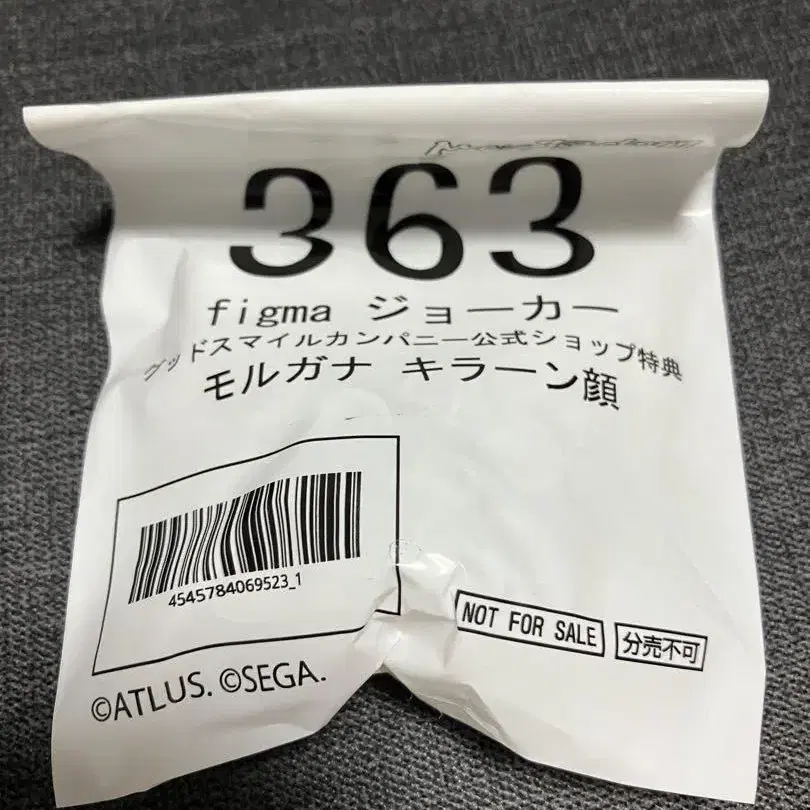 363
figma ジョーカー
グッドスマイルカンパニー公式ショップ特典
モルガナ キラーン顔
4545784069523_1
NOT FOR SALE
分売不可
©ATLUS. ©SEGA.